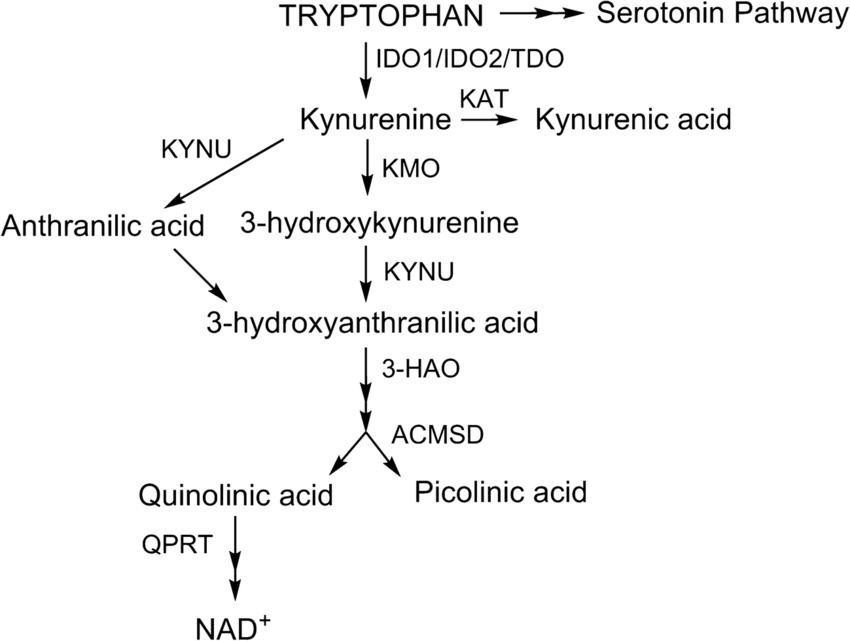 TRYPTOPHAN
Serotonin Pathway
IDO1/IDO2/TDO
Kynurenine
KAT
Kynurenic acid
KYNU
KMO
Anthranilic acid
3-hydroxykynurenine
KYNU
3-hydroxyanthranilic acid
3-HAO
ACMSD
Quinolinic acid
Picolinic acid
QPRT
NAD⁺